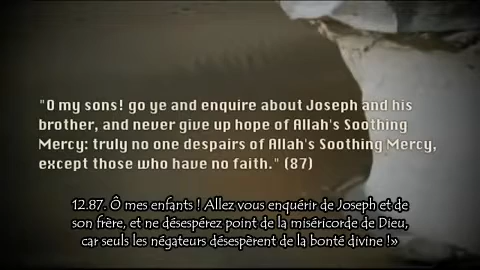 "O my sons! go ye and enquire about Joseph and his
brother, and never give up hope of Allah's Soothing
Mercy: truly no one despairs of Allah's Soothing Mercy,
except those who have no faith." (87)
12.87. Ô mes enfants ! Allez vous enquérir de Joseph et de
son frère, et ne désespérez point de la miséricorde de Dieu,
car seuls les négateurs désespèrent de la bonté divine !»